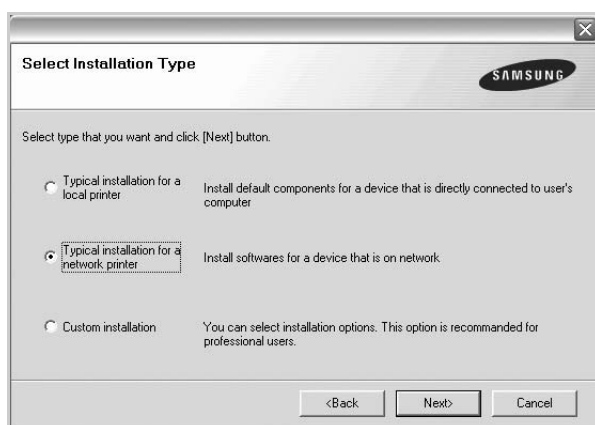 Select Installation Type
SAMSUNG
Select type that you want and click [Next] button.
Typical installation for a
local printer
Install default components for a device that is directly connected to user's
computer
Typical installation for a
network printer
Install softwares for a device that is on network
Custom installation
You can select installation options. This option is recommanded for
professional users.
<Back
Next>
Cancel